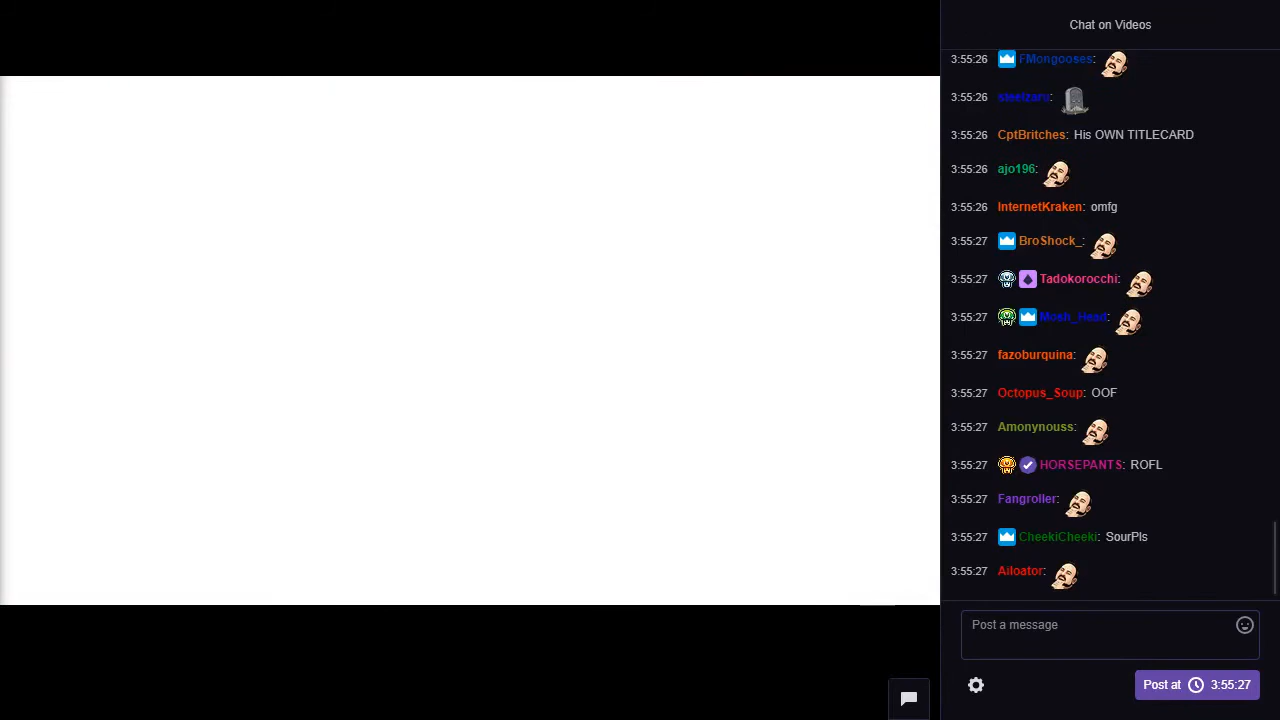 Chat on Videos
3:55:26 FMongooses:
3:55:26 steelzaru:
3:55:26 CptBritches: His OWN TITLECARD
3:55:26 ajo196:
3:55:26 InternetKraken: omfg
3:55:27 BroShock_:
3:55:27 Tadokorocchi:
3:55:27 Mosh_Head:
3:55:27 fazoburquina:
3:55:27 Octopus_Soup: OOF
3:55:27 Amonynouss:
3:55:27 HORSEPANTS: ROFL
3:55:27 Fangroller:
3:55:27 CheekiCheeki: SourPls
3:55:27 Ailoator:
Post a message
Post at 3:55:27